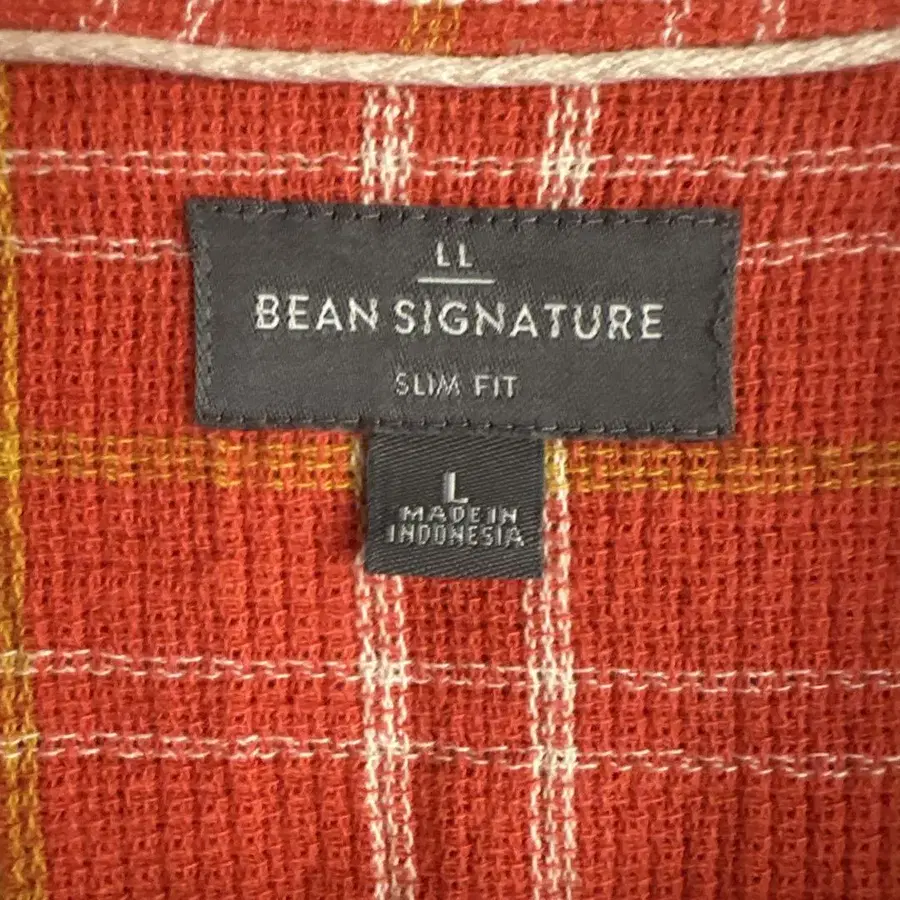 LL
BEAN SIGNATURE
SLIM FIT
L
MADE IN
INDONESIA